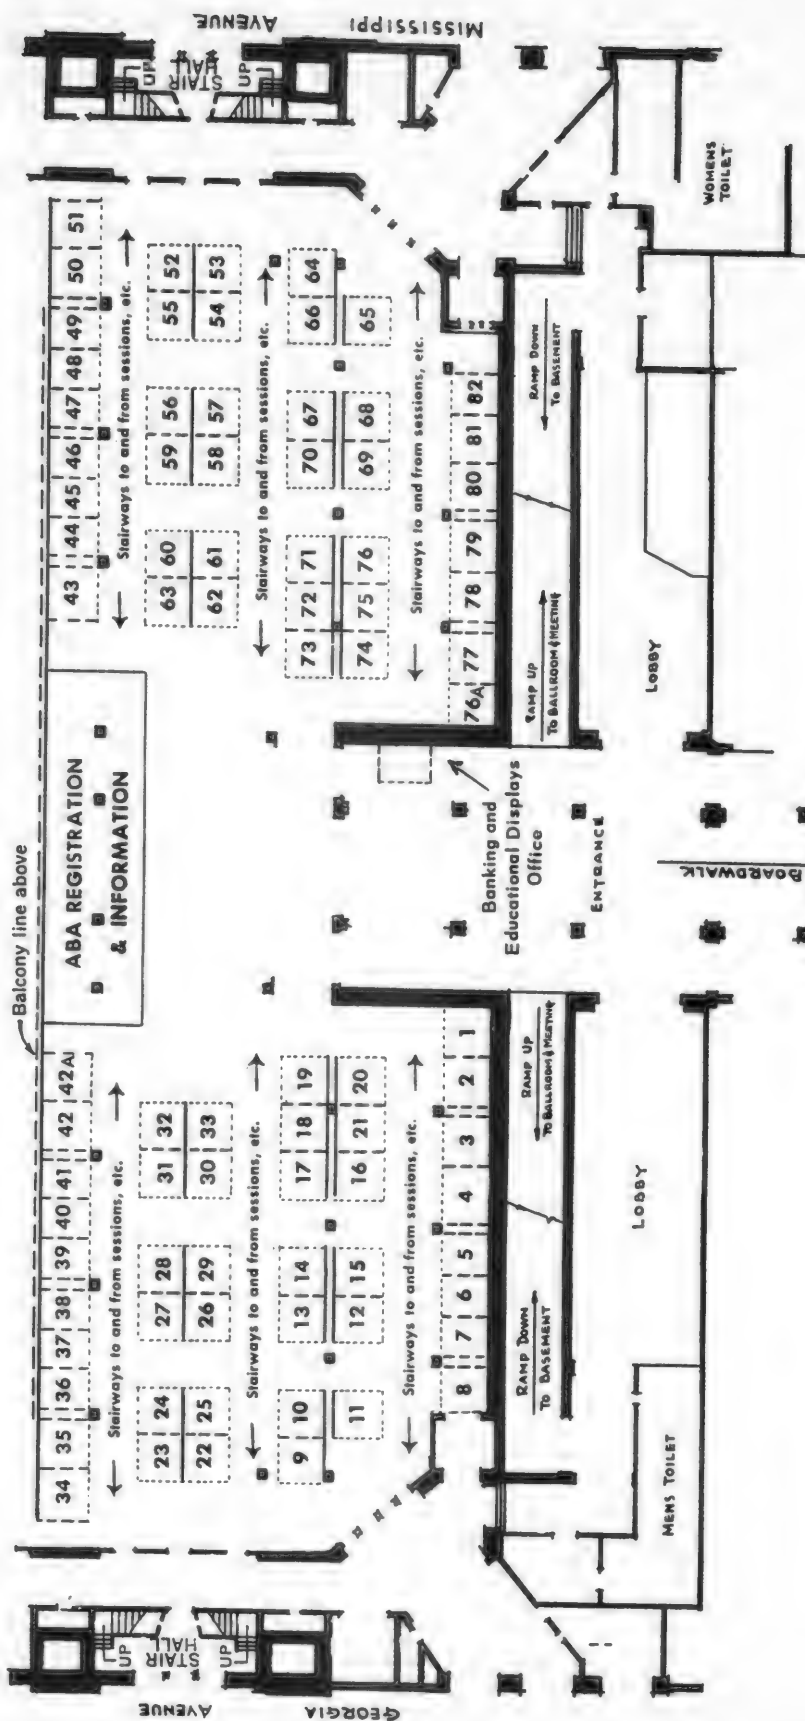 MISSISSIPPI
AVENUE
UP
STAIR
HALL
UP
WOMENS
TOILET
51
50
49
48
47
46
45
44
43
Stairways to and from sessions, etc.
52
53
55
54
56
57
59
58
60
61
63
62
Stairways to and from sessions, etc.
64
66
65
67
68
70
69
71
76
72
75
73
74
Stairways to and from sessions, etc.
82
81
80
79
78
77
76A
RAMP DOWN
TO BASEMENT
RAMP UP
TO BALLROOM & MEETING
LOBBY
Balcony line above
ABA REGISTRATION
& INFORMATION
Banking and
Educational Displays
Office
ENTRANCE
BOARDWALK
42A
42
41
40
39
38
37
36
35
34
Stairways to and from sessions, etc.
32
33
31
30
28
29
27
26
24
25
23
22
Stairways to and from sessions, etc.
19
20
18
21
17
16
14
15
13
12
10
11
9
Stairways to and from sessions, etc.
1
2
3
4
5
6
7
8
RAMP UP
TO BALLROOM & MEETING
RAMP DOWN
TO BASEMENT
LOBBY
MENS TOILET
UP
STAIR
HALL
UP
GEORGIA
AVENUE